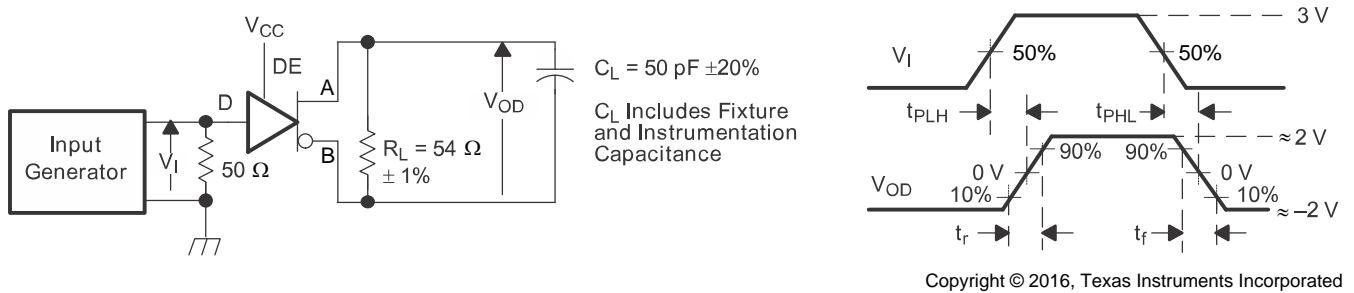 V_CC
DE
D
A
B
Input
Generator
V_I
50 Ω
R_L = 54 Ω
± 1%
V_OD
C_L = 50 pF ±20%
C_L Includes Fixture
and Instrumentation
Capacitance
3 V
V_I
50%
50%
t_PLH
t_PHL
≈ 2 V
90%
90%
0 V
0 V
V_OD
10%
10%
≈ –2 V
t_r
t_f
Copyright © 2016, Texas Instruments Incorporated